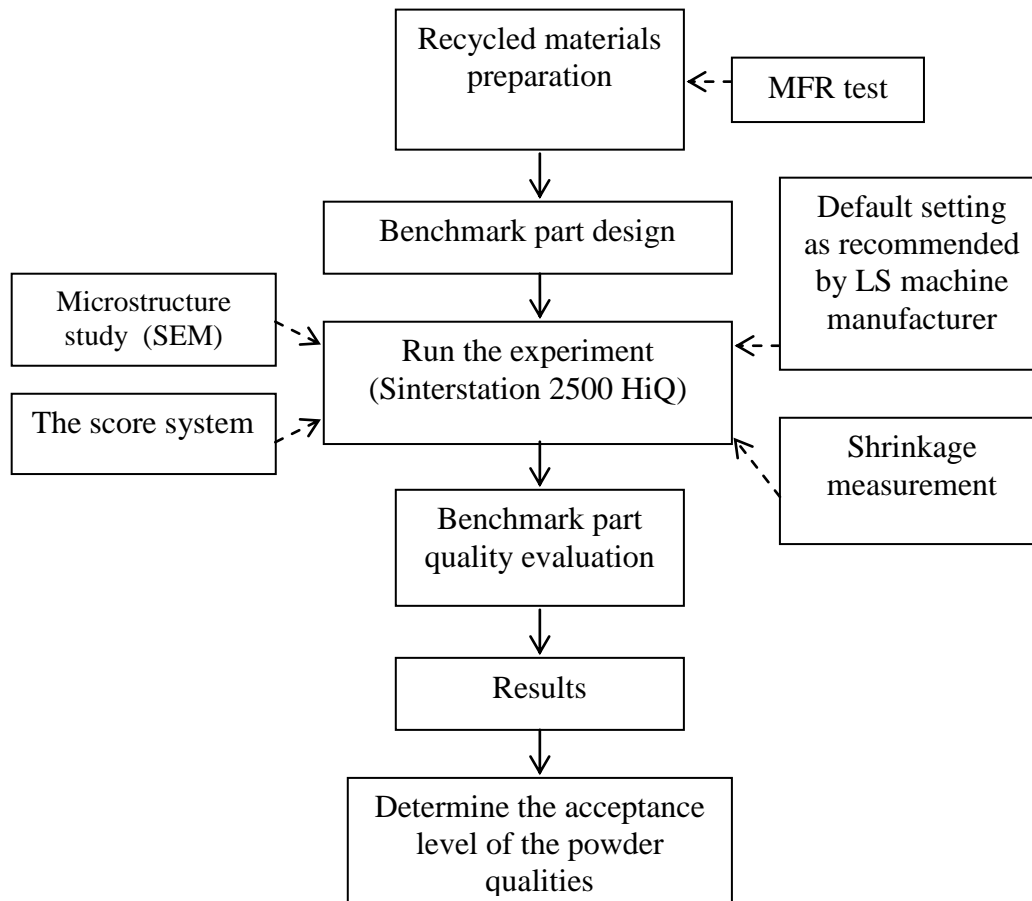 Recycled materials
preparation
MFR test
Benchmark part design
Default setting
as recommended
by LS machine
manufacturer
Microstructure
study (SEM)
Run the experiment
(Sinterstation 2500 HiQ)
The score system
Shrinkage
measurement
Benchmark part
quality evaluation
Results
Determine the acceptance
level of the powder
qualities